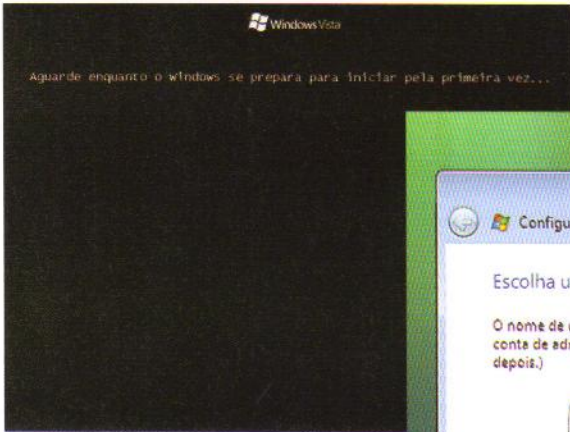 Windows Vista
Aguarde enquanto o windows se prepara para iniciar pela primeira vez...
Configu
Escolha u
O nome de
conta de ad
depois.)